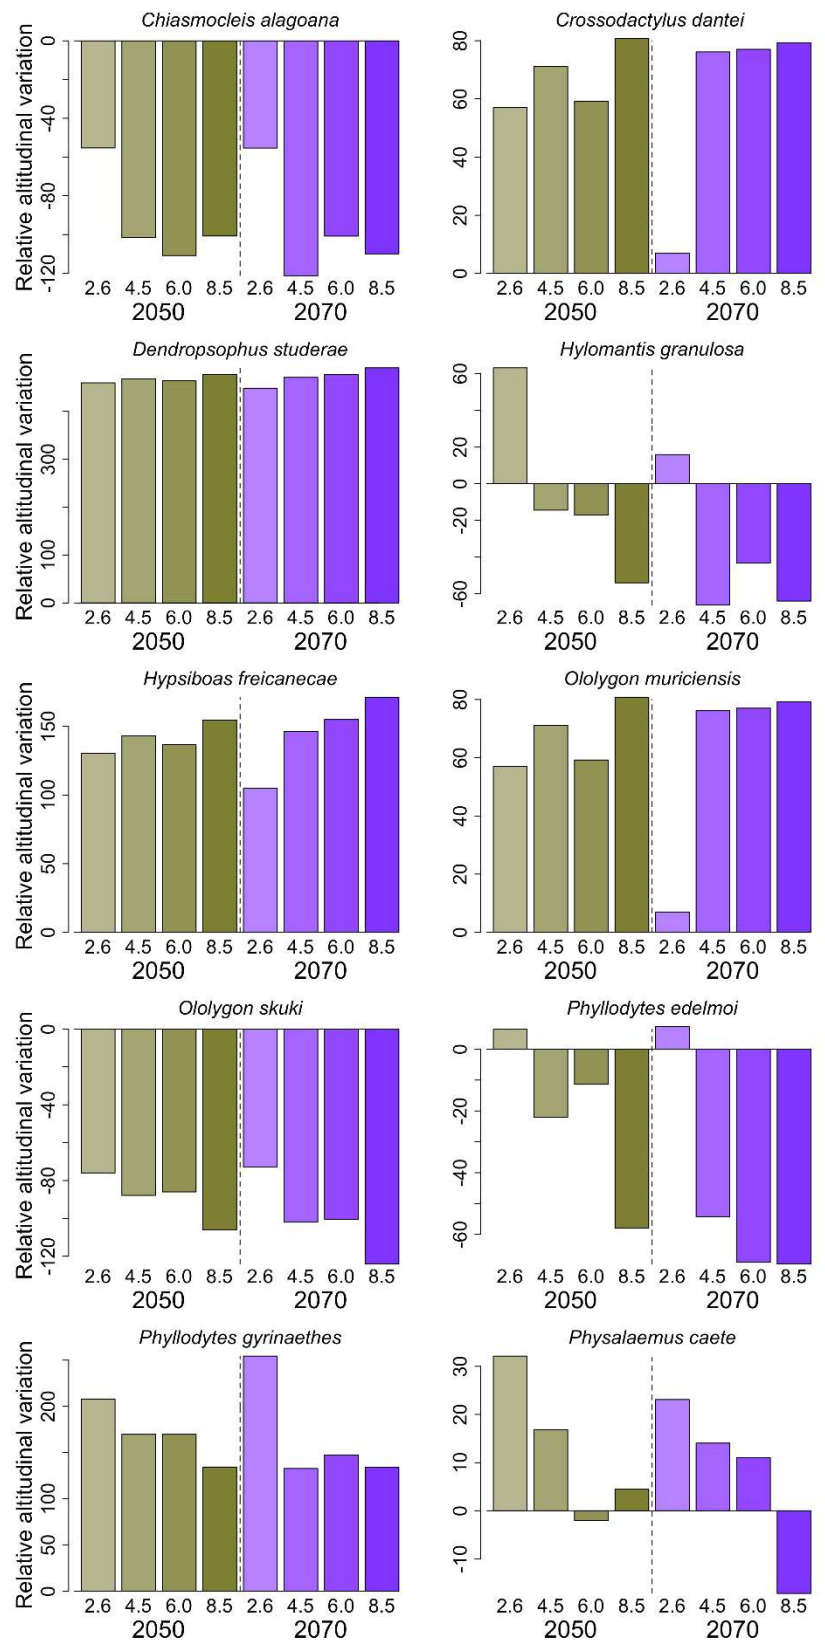 Chiasmocleis alagoana
Crossodactylus dantei
Relative altitudinal variation
0
-40
-80
-120
80
60
40
20
0
2.6 4.5 6.0 8.5 2.6 4.5 6.0 8.5
2050 2070
2.6 4.5 6.0 8.5 2.6 4.5 6.0 8.5
2050 2070
Dendropsophus studerae
Hylomantis granulosa
Relative altitudinal variation
300
100
0
60
20
0
-20
-60
2.6 4.5 6.0 8.5 2.6 4.5 6.0 8.5
2050 2070
2.6 4.5 6.0 8.5 2.6 4.5 6.0 8.5
2050 2070
Hypsiboas freicanecae
Ololygon muriciensis
Relative altitudinal variation
150
100
50
0
80
60
40
20
0
2.6 4.5 6.0 8.5 2.6 4.5 6.0 8.5
2050 2070
2.6 4.5 6.0 8.5 2.6 4.5 6.0 8.5
2050 2070
Ololygon skuki
Phyllodytes edelmoi
Relative altitudinal variation
0
-40
-80
-120
0
-20
-40
-60
2.6 4.5 6.0 8.5 2.6 4.5 6.0 8.5
2050 2070
2.6 4.5 6.0 8.5 2.6 4.5 6.0 8.5
2050 2070
Phyllodytes gyrinaethes
Physalaemus caete
Relative altitudinal variation
200
100
50
0
30
20
10
0
-10
2.6 4.5 6.0 8.5 2.6 4.5 6.0 8.5
2050 2070
2.6 4.5 6.0 8.5 2.6 4.5 6.0 8.5
2050 2070